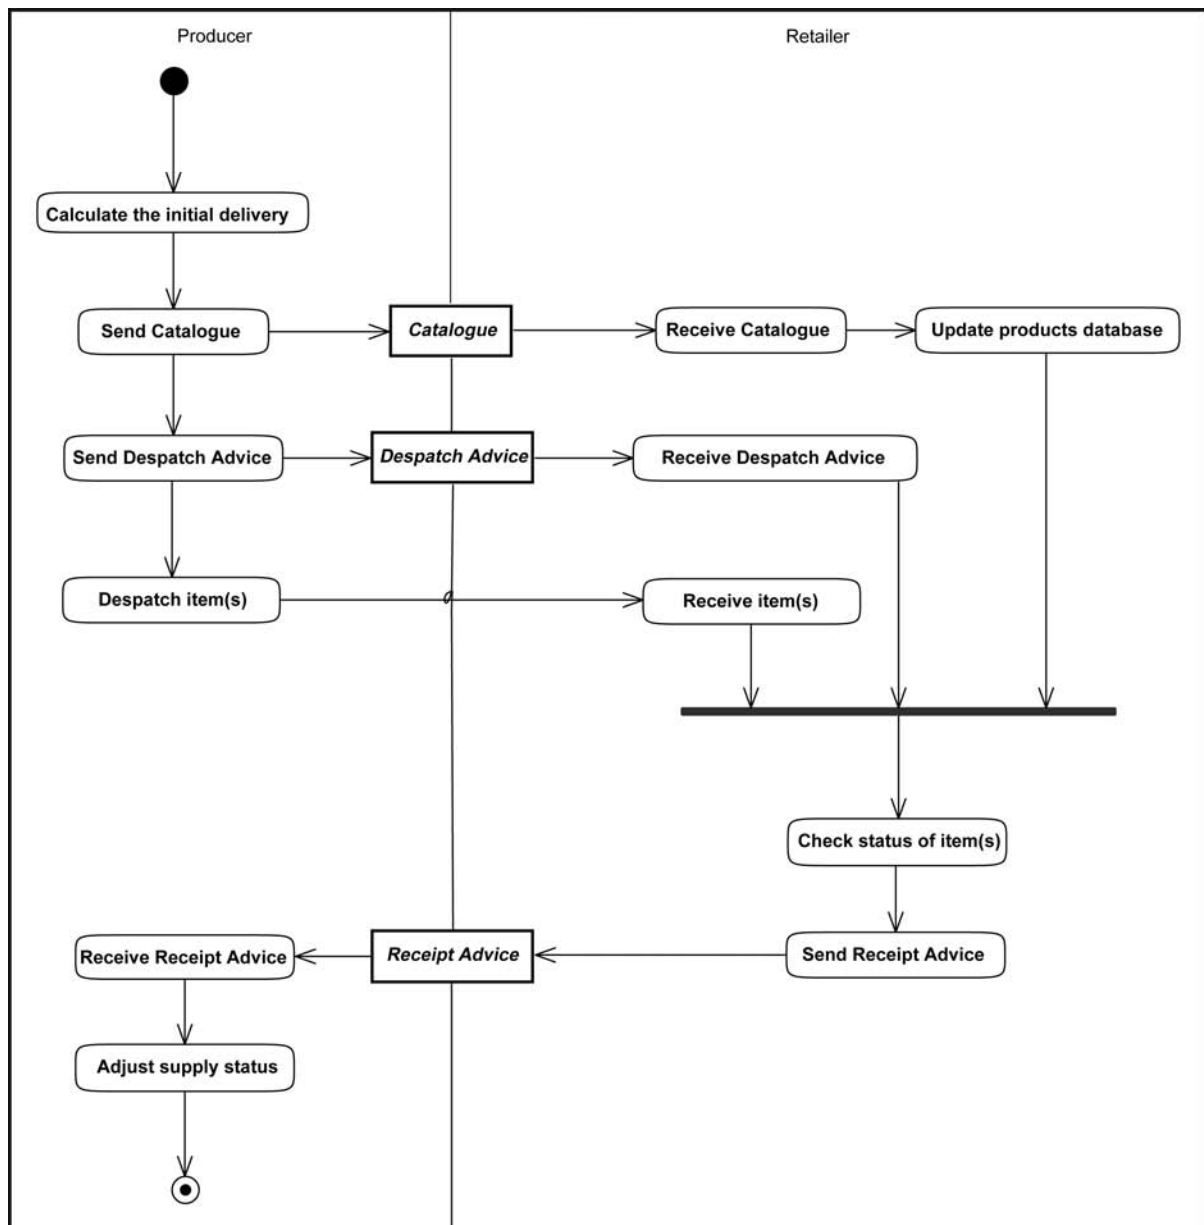 Producer
Retailer
Calculate the initial delivery
Send Catalogue
Catalogue
Receive Catalogue
Update products database
Send Despatch Advice
Despatch Advice
Receive Despatch Advice
Despatch item(s)
Receive item(s)
Check status of item(s)
Receive Receipt Advice
Receipt Advice
Send Receipt Advice
Adjust supply status